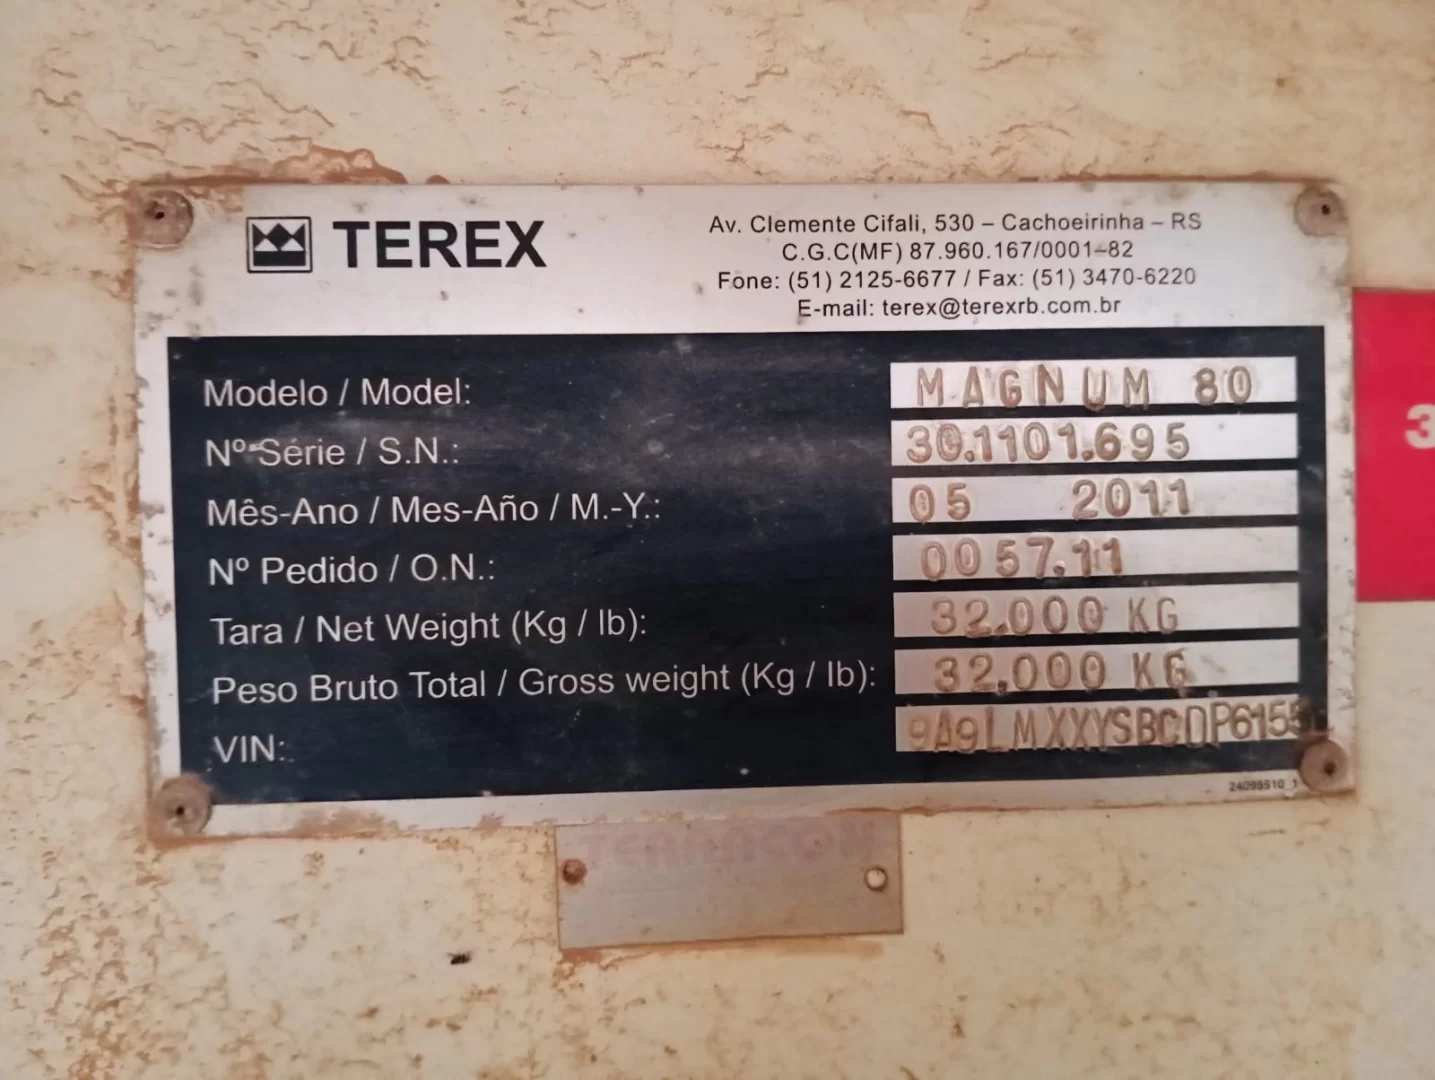 TEREX
Av. Clemente Cifali, 530 – Cachoeirinha – RS
C.G.C(MF) 87.960.167/0001-82
Fone: (51) 2125-6677 / Fax: (51) 3470-6220
E-mail: terex@terexrb.com.br
Modelo / Model: MAGNUM 80
Nº Série / S.N.: 30.1101.695
Mês-Ano / Mes-Año / M.-Y.: 05 2011
Nº Pedido / O.N.: 0057.11
Tara / Net Weight (Kg / lb): 32.000 KG
Peso Bruto Total / Gross weight (Kg / lb): 32.000 KG
VIN:
3